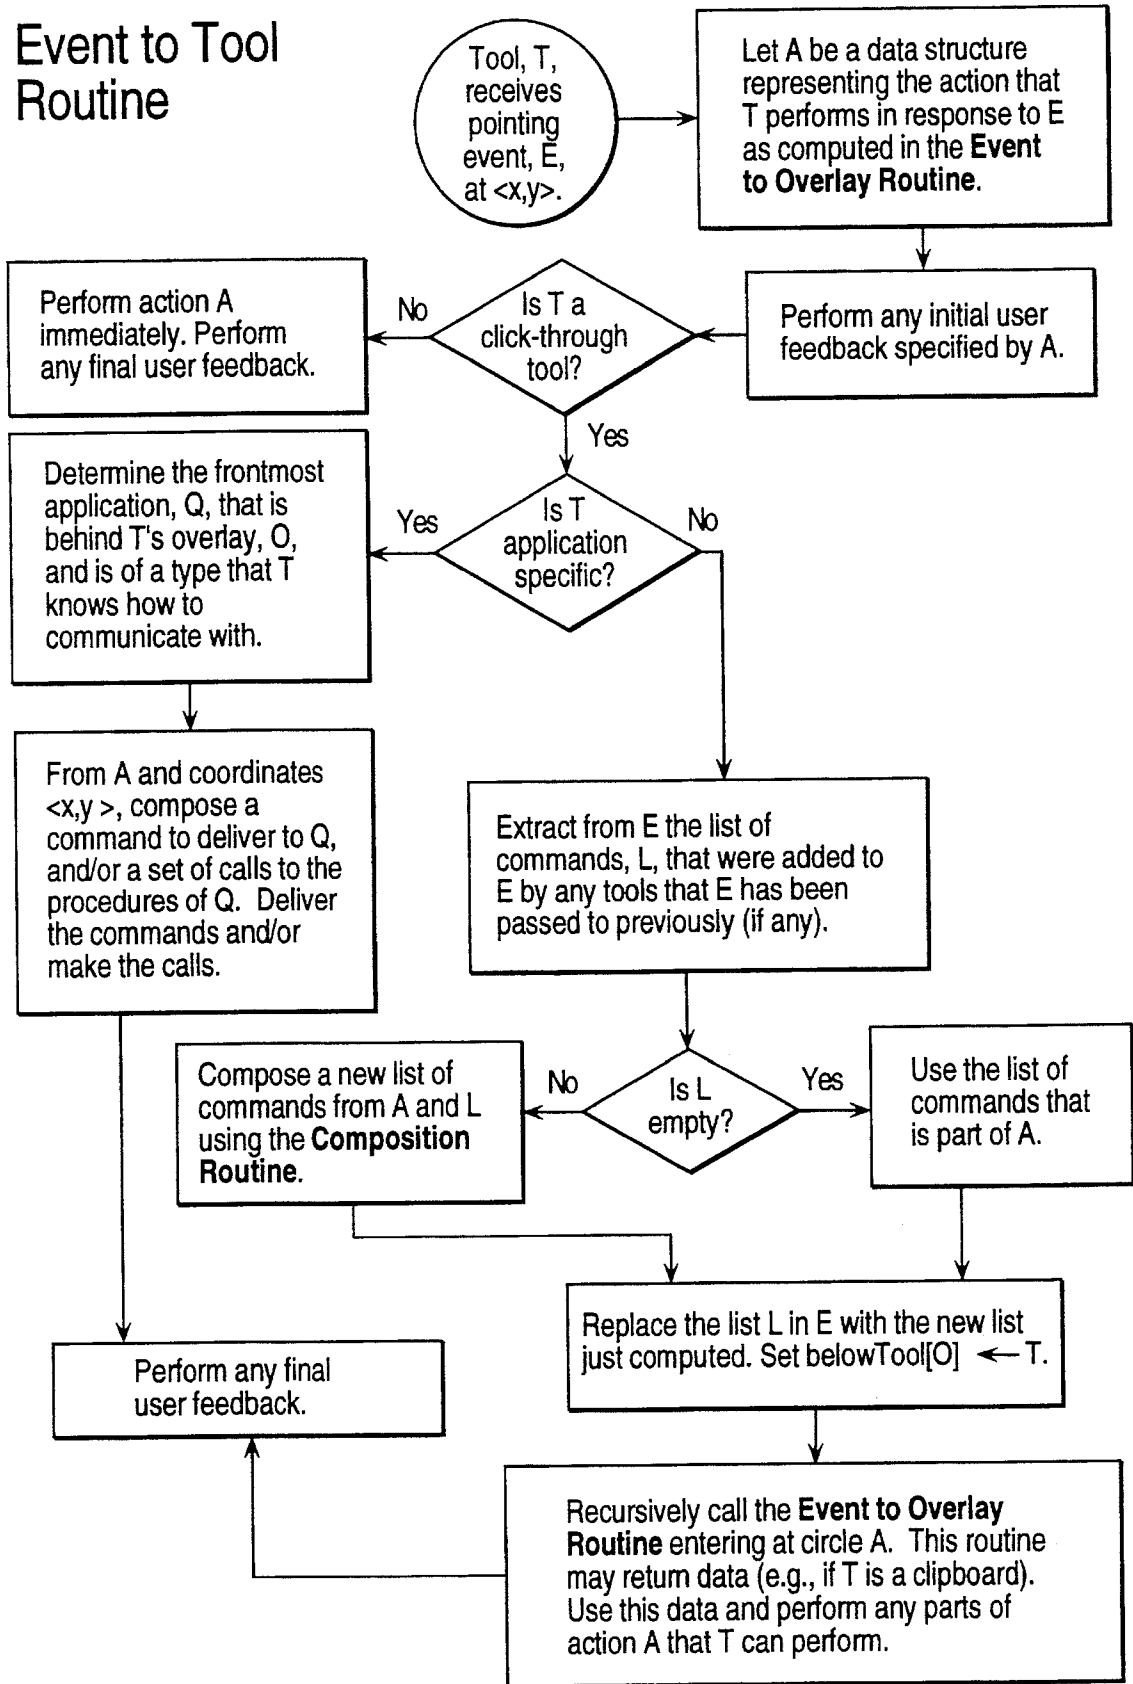 Event to Tool
Routine
Tool, T,
receives
pointing
event, E,
at <x,y>.
Let A be a data structure
representing the action that
T performs in response to E
as computed in the Event
to Overlay Routine.
Perform any initial user
feedback specified by A.
Is T a
click-through
tool?
No
Perform action A
immediately. Perform
any final user feedback.
Yes
Is T
application
specific?
Yes
No
Determine the frontmost
application, Q, that is
behind T's overlay, O,
and is of a type that T
knows how to
communicate with.
From A and coordinates
<x,y >, compose a
command to deliver to Q,
and/or a set of calls to the
procedures of Q. Deliver
the commands and/or
make the calls.
Extract from E the list of
commands, L, that were added to
E by any tools that E has been
passed to previously (if any).
Is L
empty?
No
Yes
Compose a new list of
commands from A and L
using the Composition
Routine.
Use the list of
commands that
is part of A.
Replace the list L in E with the new list
just computed. Set belowTool[O] ← T.
Perform any final
user feedback.
Recursively call the Event to Overlay
Routine entering at circle A. This routine
may return data (e.g., if T is a clipboard).
Use this data and perform any parts of
action A that T can perform.